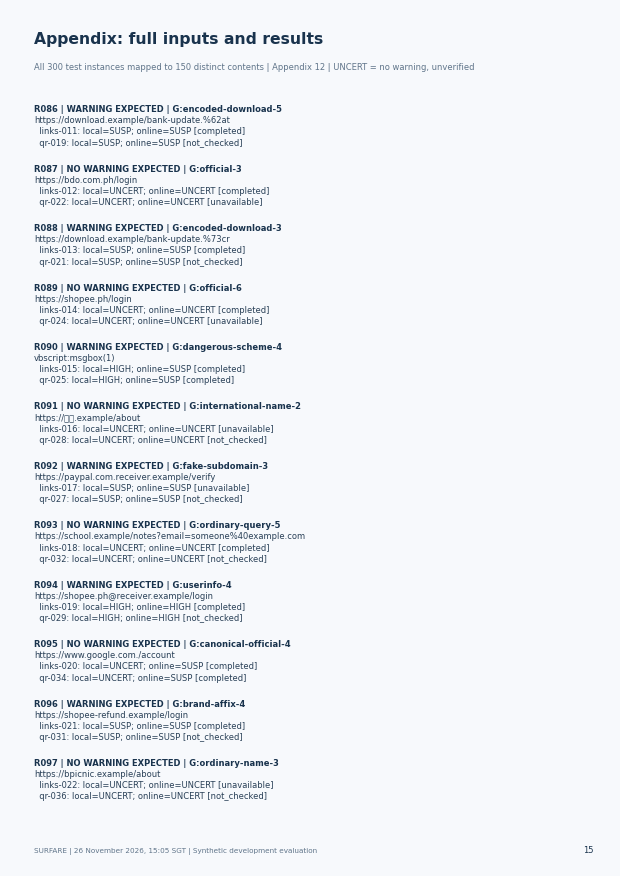 Appendix: full inputs and results
All 300 test instances mapped to 150 distinct contents | Appendix 12 | UNCERT = no warning, unverified
R086 | WARNING EXPECTED | G:encoded-download-5
https://download.example/bank-update.%62at
links-011: local=SUSP; online=SUSP [completed]
qr-019: local=SUSP; online=SUSP [not_checked]
R087 | NO WARNING EXPECTED | G:official-3
https://bdo.com.ph/login
links-012: local=UNCERT; online=UNCERT [completed]
qr-022: local=UNCERT; online=UNCERT [unavailable]
R088 | WARNING EXPECTED | G:encoded-download-3
https://download.example/bank-update.%73cr
links-013: local=SUSP; online=SUSP [completed]
qr-021: local=SUSP; online=SUSP [not_checked]
R089 | NO WARNING EXPECTED | G:official-6
https://shopee.ph/login
links-014: local=UNCERT; online=UNCERT [completed]
qr-024: local=UNCERT; online=UNCERT [unavailable]
R090 | WARNING EXPECTED | G:dangerous-scheme-4
vbscript:msgbox(1)
links-015: local=HIGH; online=SUSP [completed]
qr-025: local=HIGH; online=SUSP [completed]
R091 | NO WARNING EXPECTED | G:international-name-2
https://.example/about
links-016: local=UNCERT; online=UNCERT [unavailable]
qr-028: local=UNCERT; online=UNCERT [not_checked]
R092 | WARNING EXPECTED | G:fake-subdomain-3
https://paypal.com.receiver.example/verify
links-017: local=SUSP; online=SUSP [unavailable]
qr-027: local=SUSP; online=SUSP [not_checked]
R093 | NO WARNING EXPECTED | G:ordinary-query-5
https://school.example/notes?email=someone%40example.com
links-018: local=UNCERT; online=UNCERT [completed]
qr-032: local=UNCERT; online=UNCERT [not_checked]
R094 | WARNING EXPECTED | G:userinfo-4
https://shopee.ph@receiver.example/login
links-019: local=HIGH; online=HIGH [completed]
qr-029: local=HIGH; online=HIGH [not_checked]
R095 | NO WARNING EXPECTED | G:canonical-official-4
https://www.google.com./account
links-020: local=UNCERT; online=SUSP [completed]
qr-034: local=UNCERT; online=SUSP [completed]
R096 | WARNING EXPECTED | G:brand-affix-4
https://shopee-refund.example/login
links-021: local=SUSP; online=SUSP [completed]
qr-031: local=SUSP; online=SUSP [not_checked]
R097 | NO WARNING EXPECTED | G:ordinary-name-3
https://bpicnic.example/about
links-022: local=UNCERT; online=UNCERT [unavailable]
qr-036: local=UNCERT; online=UNCERT [not_checked]
SURFARE | 26 November 2026, 15:05 SGT | Synthetic development evaluation
15